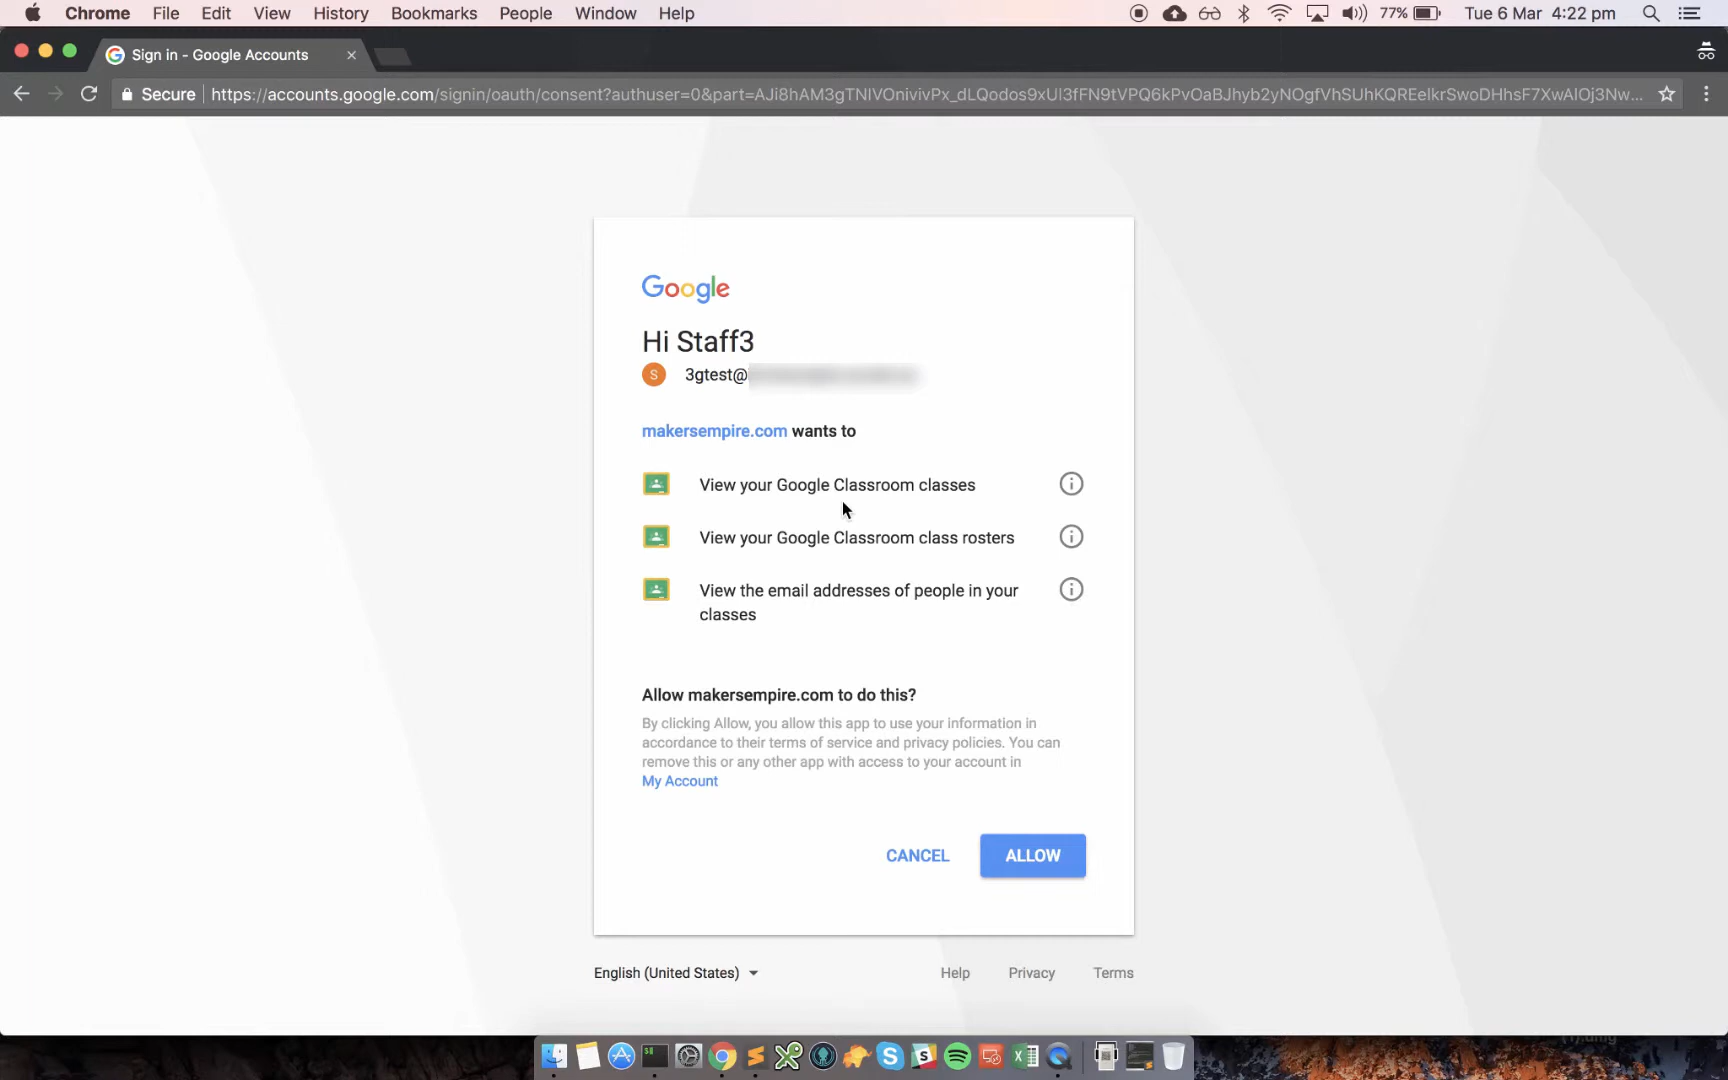 Chrome File Edit View History Bookmarks People Window Help 77% Tue 6 Mar 4:22 pm
Sign in - Google Accounts
Secure https://accounts.google.com/signin/oauth/consent?authuser=0&part=AJi8hAM3gTNlVOnivivPx_dLQodos9xUl3fFN9tVPQ6kPvOaBJhyb2yNOgfVhSUhKQREelkrSwoDHhsF7XwAlOj3Nw...
Google
Hi Staff3
S 3gtest@
makersempire.com wants to
View your Google Classroom classes
View your Google Classroom class rosters
View the email addresses of people in your
classes
Allow makersempire.com to do this?
By clicking Allow, you allow this app to use your information in
accordance to their terms of service and privacy policies. You can
remove this or any other app with access to your account in
My Account
CANCEL ALLOW
English (United States) Help Privacy Terms